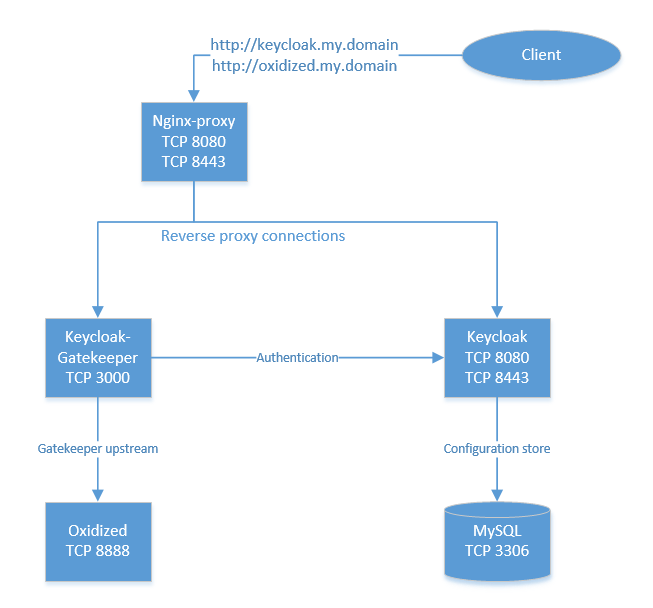 http://keycloak.my.domain
http://oxidized.my.domain
Client
Nginx-proxy
TCP 8080
TCP 8443
Reverse proxy connections
Keycloak-
Gatekeeper
TCP 3000
Authentication
Keycloak
TCP 8080
TCP 8443
Gatekeeper upstream
Configuration store
Oxidized
TCP 8888
MySQL
TCP 3306